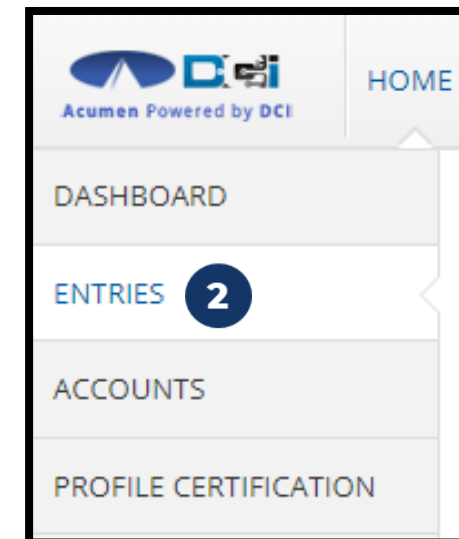 DCi
HOME
Acumen Powered by DCI
DASHBOARD
ENTRIES 2
ACCOUNTS
PROFILE CERTIFICATION